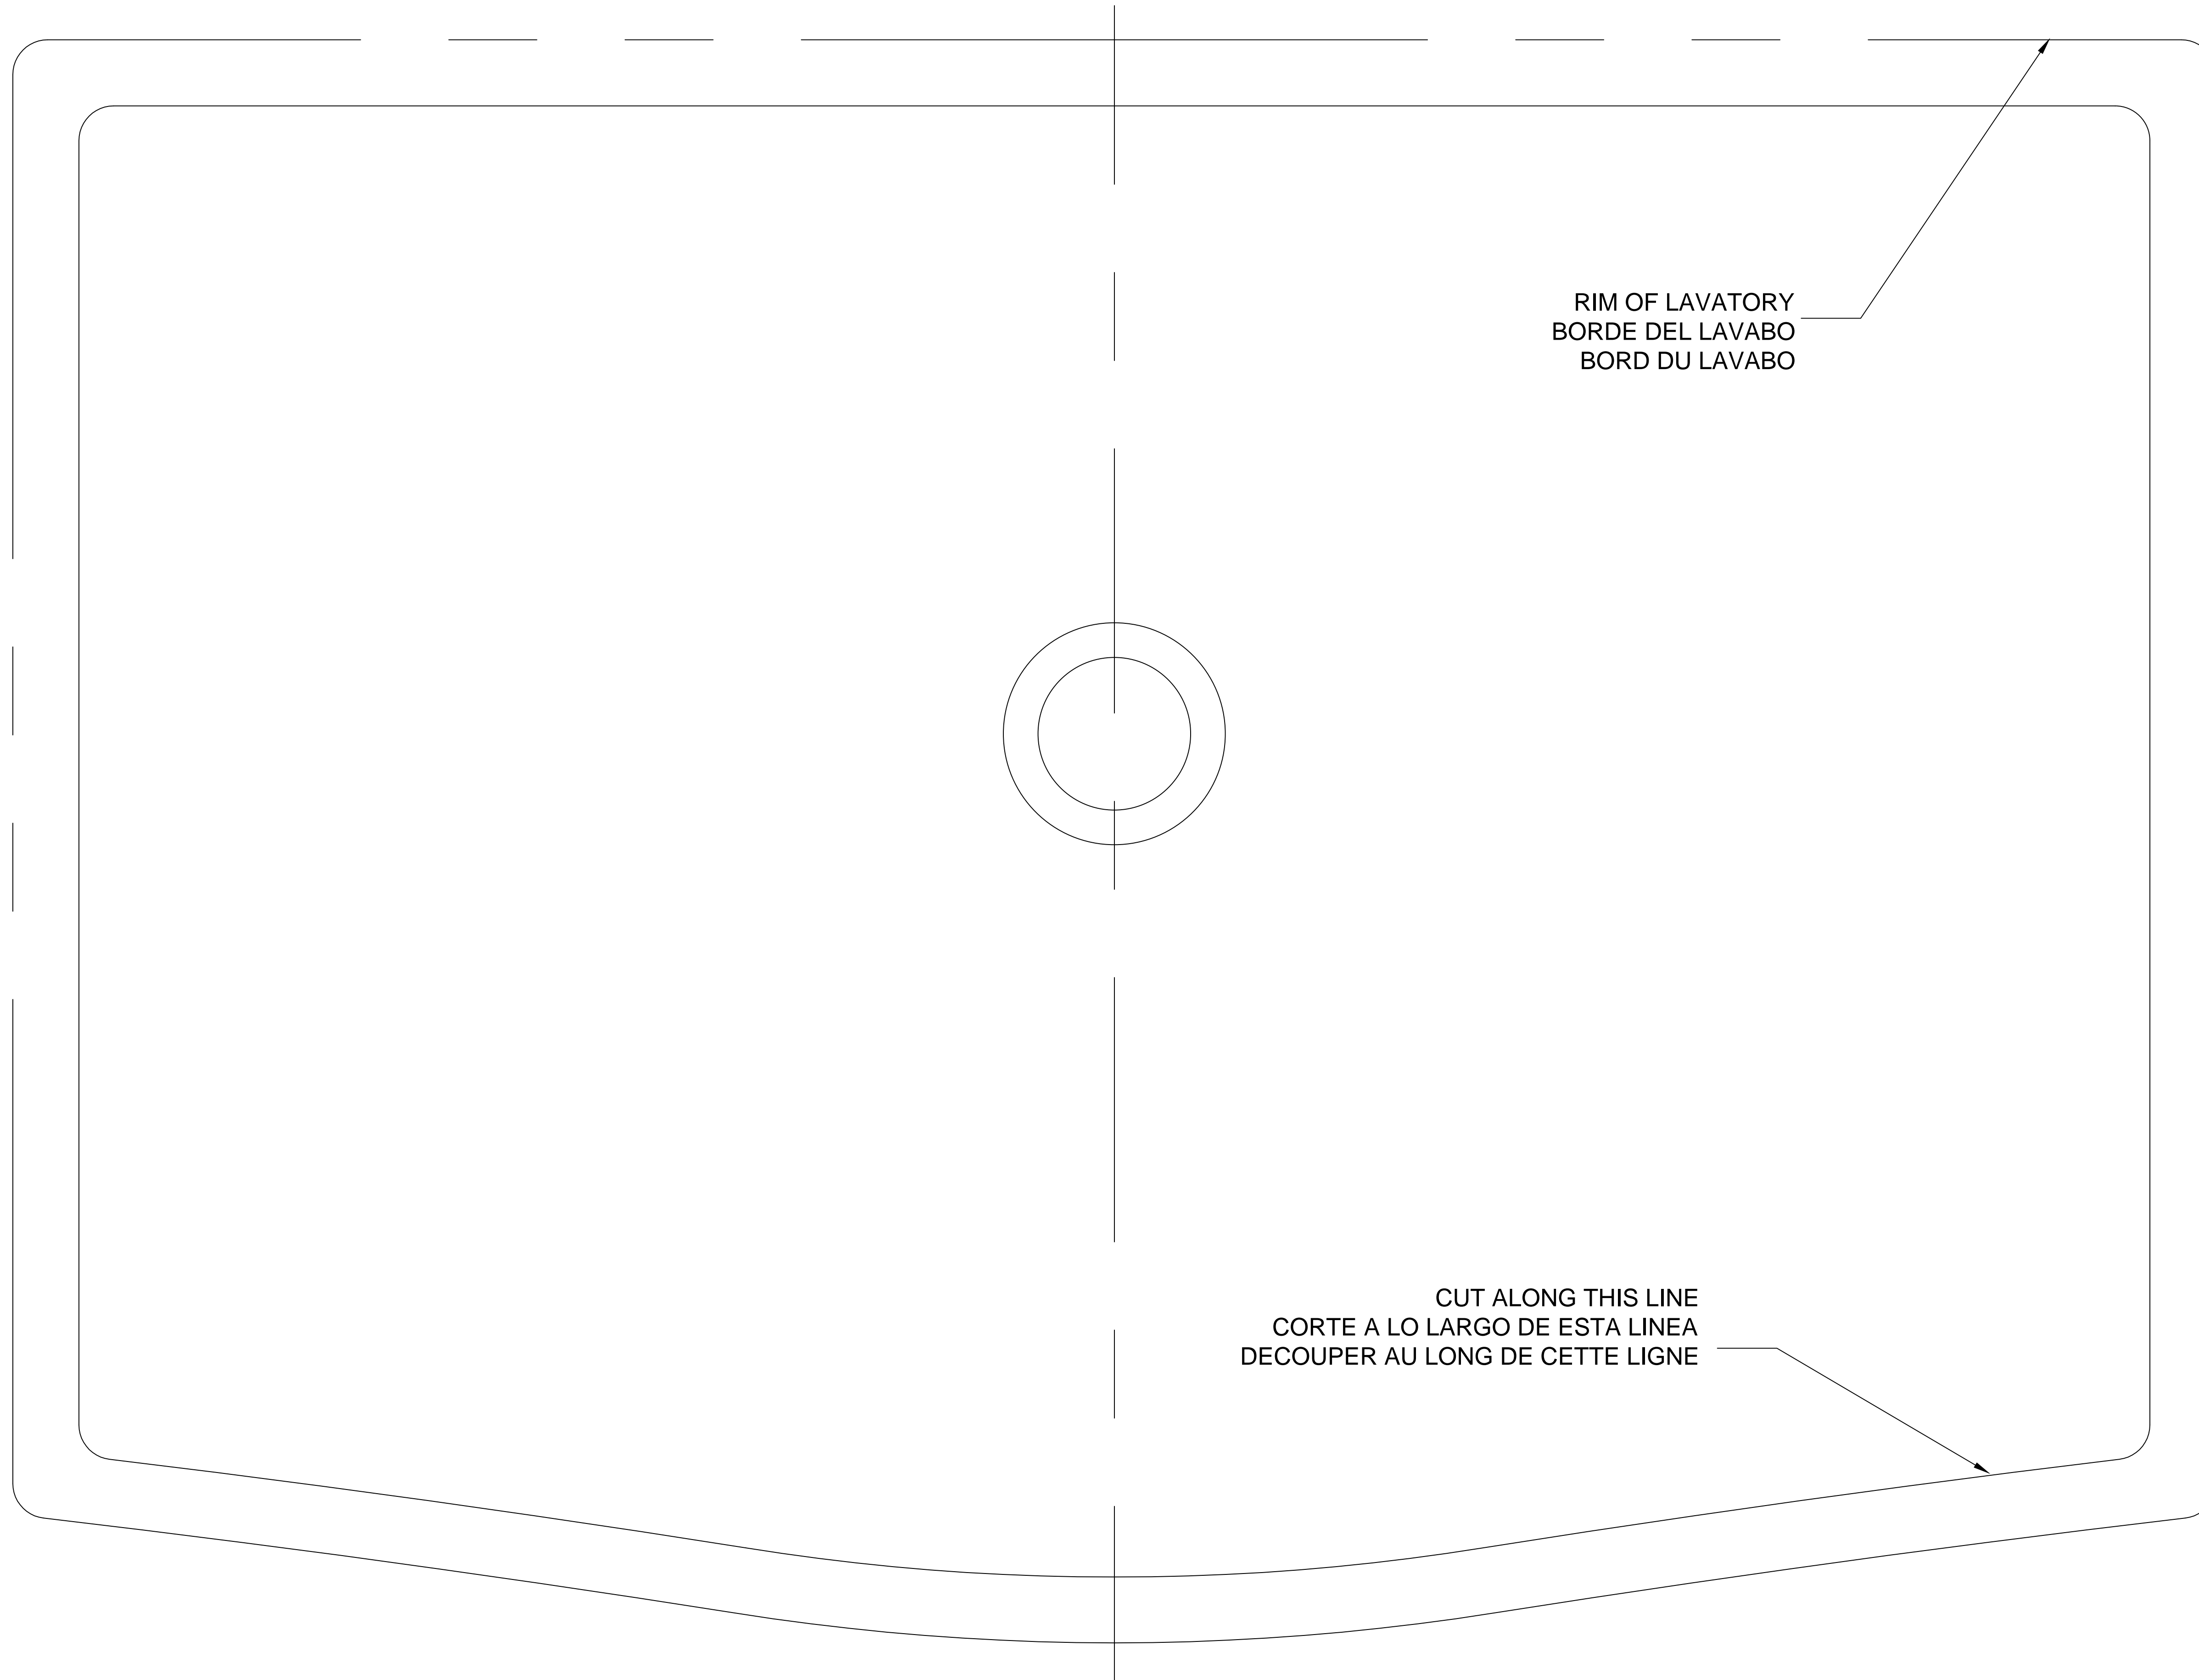 RIM OF LAVATORY
BORDE DEL LAVABO
BORD DU LAVABO
CUT ALONG THIS LINE
CORTE A LO LARGO DE ESTA LINEA
DECOUPER AU LONG DE CETTE LIGNE